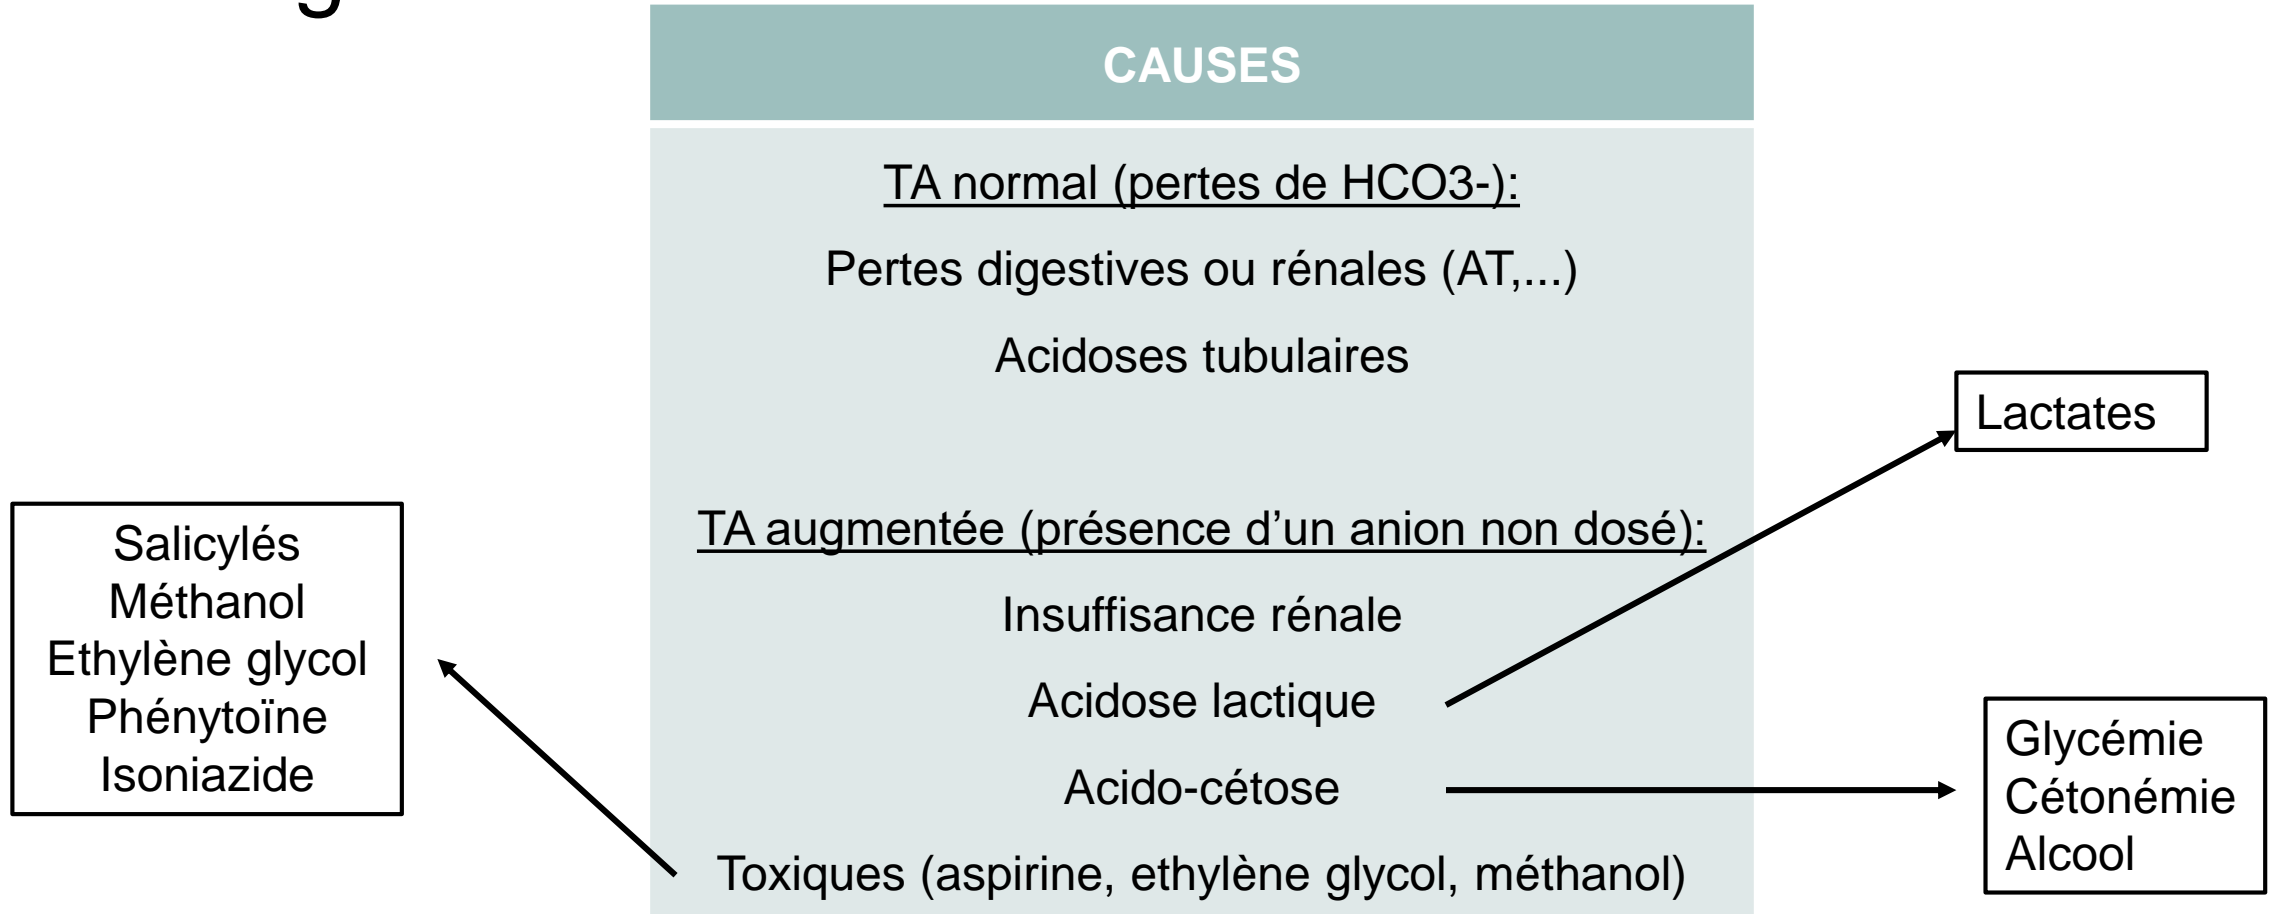 CAUSES
TA normal (pertes de HCO3-):
Pertes digestives ou rénales (AT,...)
Acidoses tubulaires
TA augmentée (présence d’un anion non dosé):
Insuffisance rénale
Acidose lactique
Acido-cétose
Toxiques (aspirine, ethylène glycol, méthanol)
Salicylés
Méthanol
Ethylène glycol
Phénytoïne
Isoniazide
Lactates
Glycémie
Cétonémie
Alcool